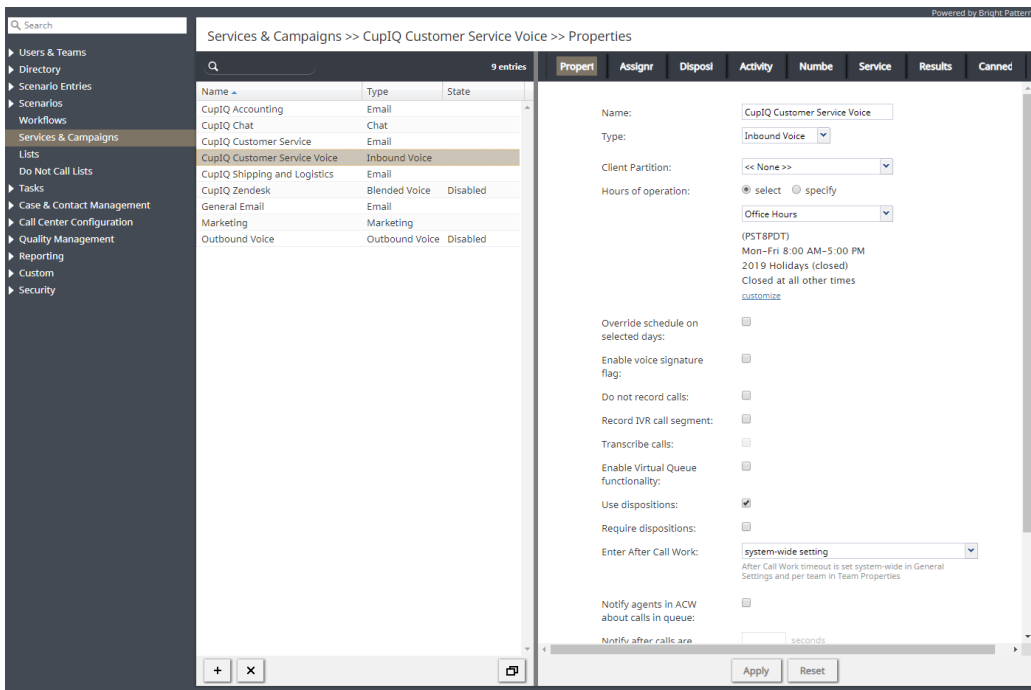 Powered by Bright Pattern
Search
Services & Campaigns >> CupIQ Customer Service Voice >> Properties
Users & Teams
Directory
Scenario Entries
Scenarios
Workflows
Services & Campaigns
Lists
Do Not Call Lists
Tasks
Case & Contact Management
Call Center Configuration
Quality Management
Reporting
Custom
Security
9 entries
Name Type State
CupIQ Accounting Email
CupIQ Chat Chat
CupIQ Customer Service Email
CupIQ Customer Service Voice Inbound Voice
CupIQ Shipping and Logistics Email
CupIQ Zendesk Blended Voice Disabled
General Email Email
Marketing Marketing
Outbound Voice Outbound Voice Disabled
Propert Assignr Disposi Activity Numbe Service Results Canned
Name: CupIQ Customer Service Voice
Type: Inbound Voice
Client Partition: << None >>
Hours of operation: select specify
Office Hours
(PST8PDT)
Mon-Fri 8:00 AM-5:00 PM
2019 Holidays (closed)
Closed at all other times
customize
Override schedule on
selected days:
Enable voice signature
flag:
Do not record calls:
Record IVR call segment:
Transcribe calls:
Enable Virtual Queue
functionality:
Use dispositions:
Require dispositions:
Enter After Call Work: system-wide setting
After Call Work timeout is set system-wide in General
Settings and per team in Team Properties
Notify agents in ACW
about calls in queue:
Notify after calls are seconds
Apply Reset